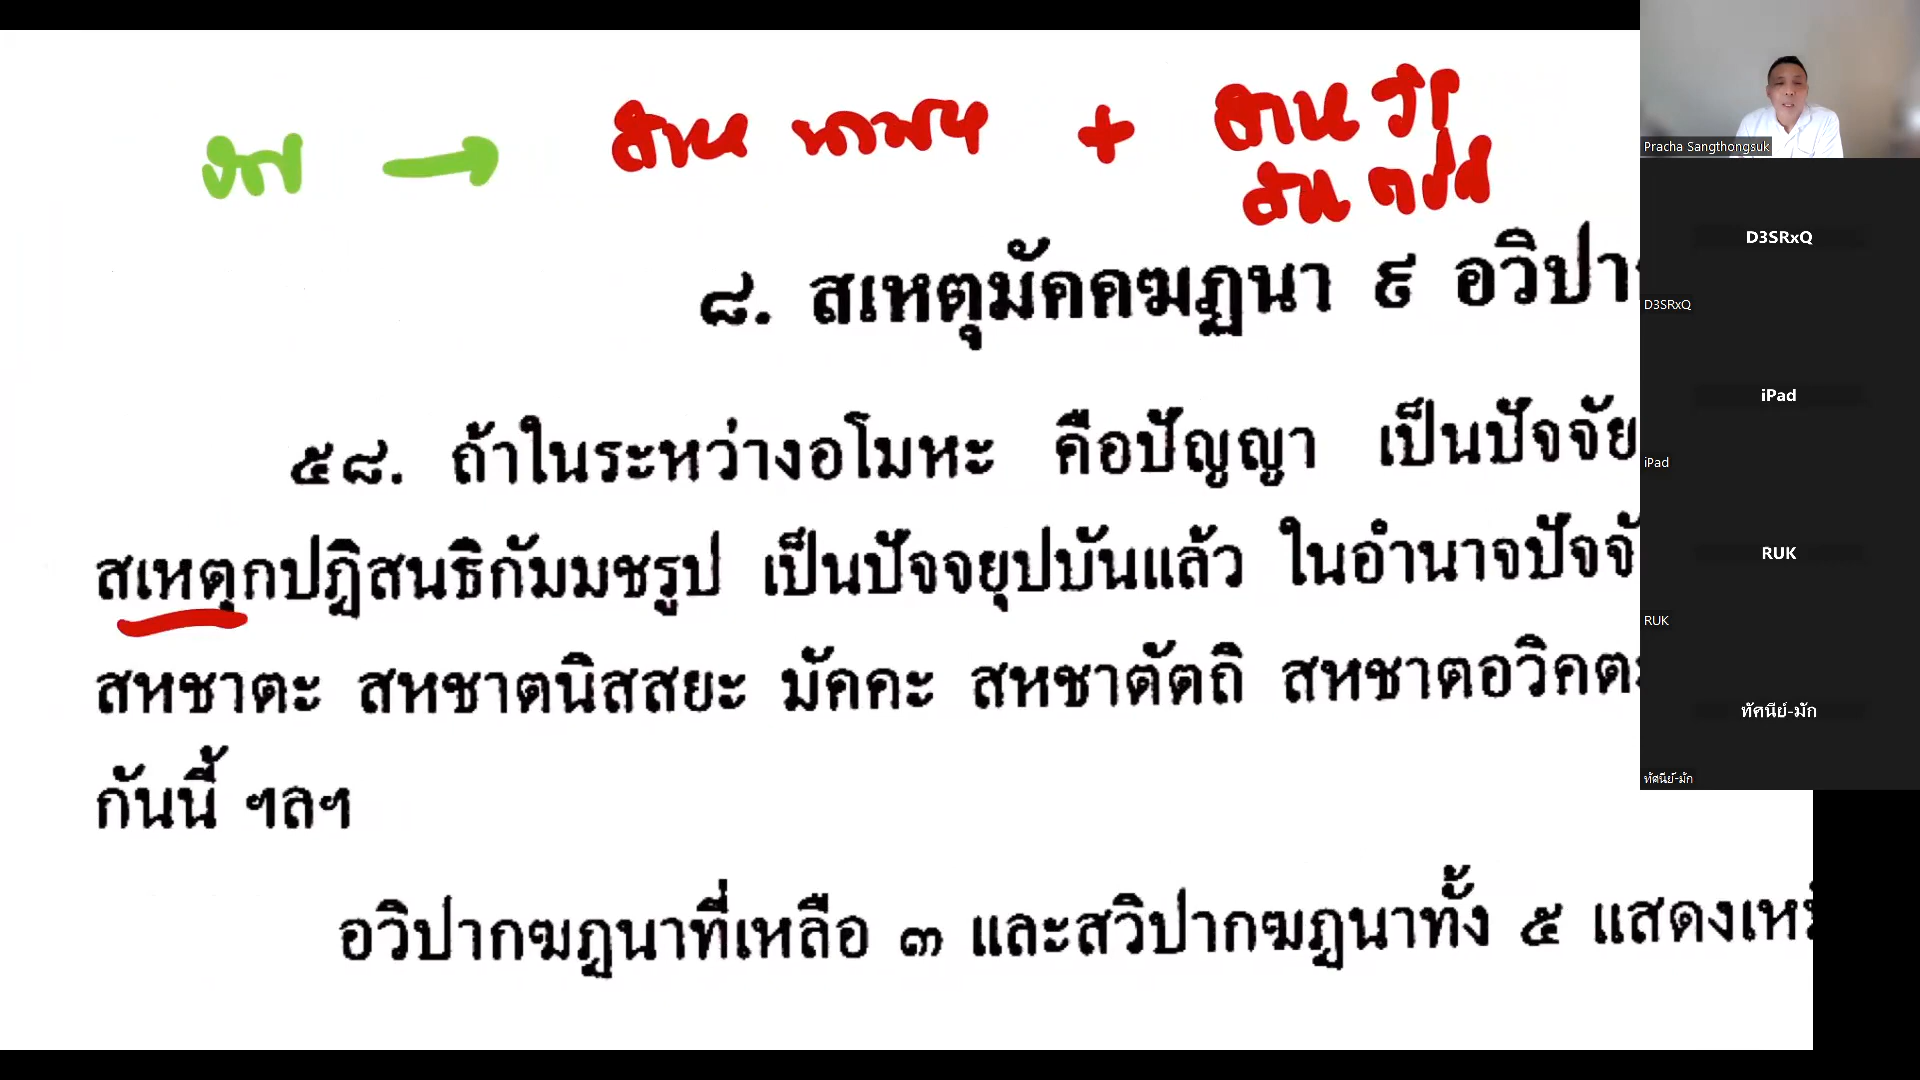 ๘. สเหตุมัคคฆฏนา ๙ อวิปาก
๕๘. ถ้าในระหว่างอโมหะ คือปัญญา เป็นปัจจัย
สเหตุกปฏิสนธิกัมมชรูป เป็นปัจจยุปบันแล้ว ในอำนาจปัจจั
สหชาตะ สหชาตนิสสยะ มัคคะ สหชาตัตถิ สหชาตอวิคต
กันนี้ ฯลฯ
อวิปากฆฏนาที่เหลือ ๓ และสวิปากฆฏนาทั้ง ๕ แสดงเหมื
Pracha Sangthongsuk
D3SRxQ
D3SRxQ
iPad
iPad
RUK
RUK
ทัศนีย์-มัก
ทัศนีย์-มัก